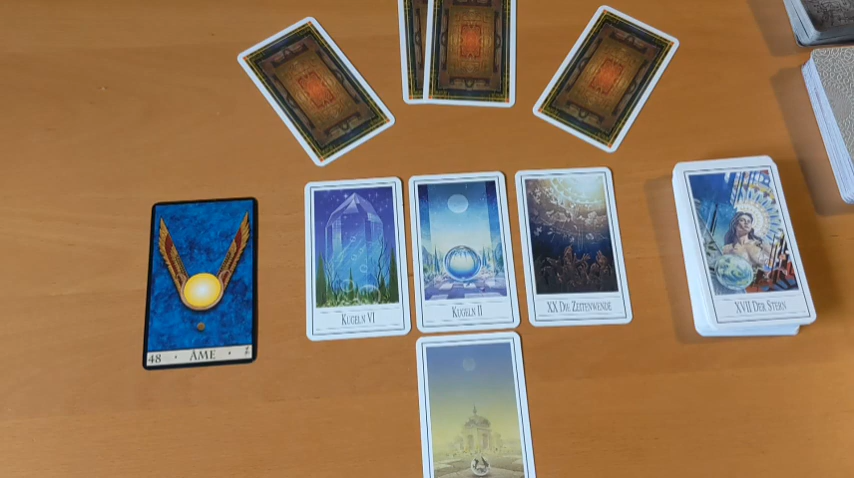 48 · ÂME ·
KUGELN VI
KUGELN II
XX DIE ZEITENWENDE
XVII DER STERN